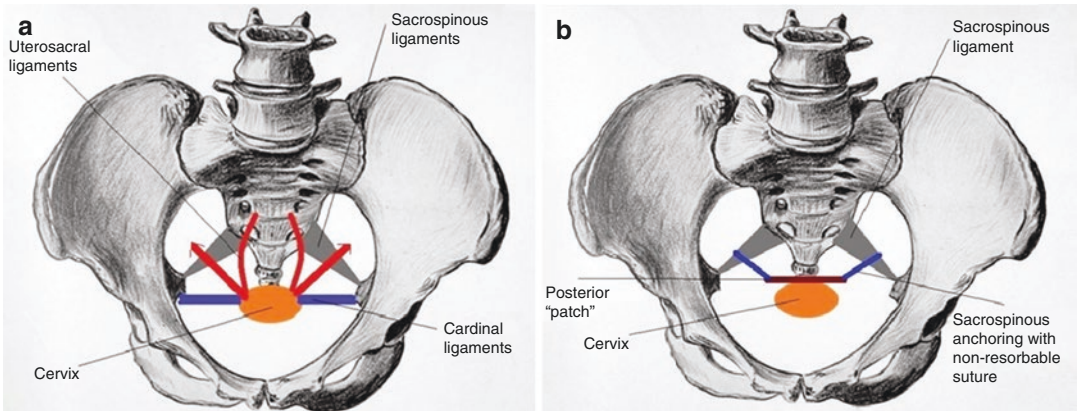 a
Uterosacral
ligaments
Sacrospinous
ligaments
Cervix
Cardinal
ligaments
b
Sacrospinous
ligament
Posterior
“patch”
Cervix
Sacrospinous
anchoring with
non-resorbable
suture